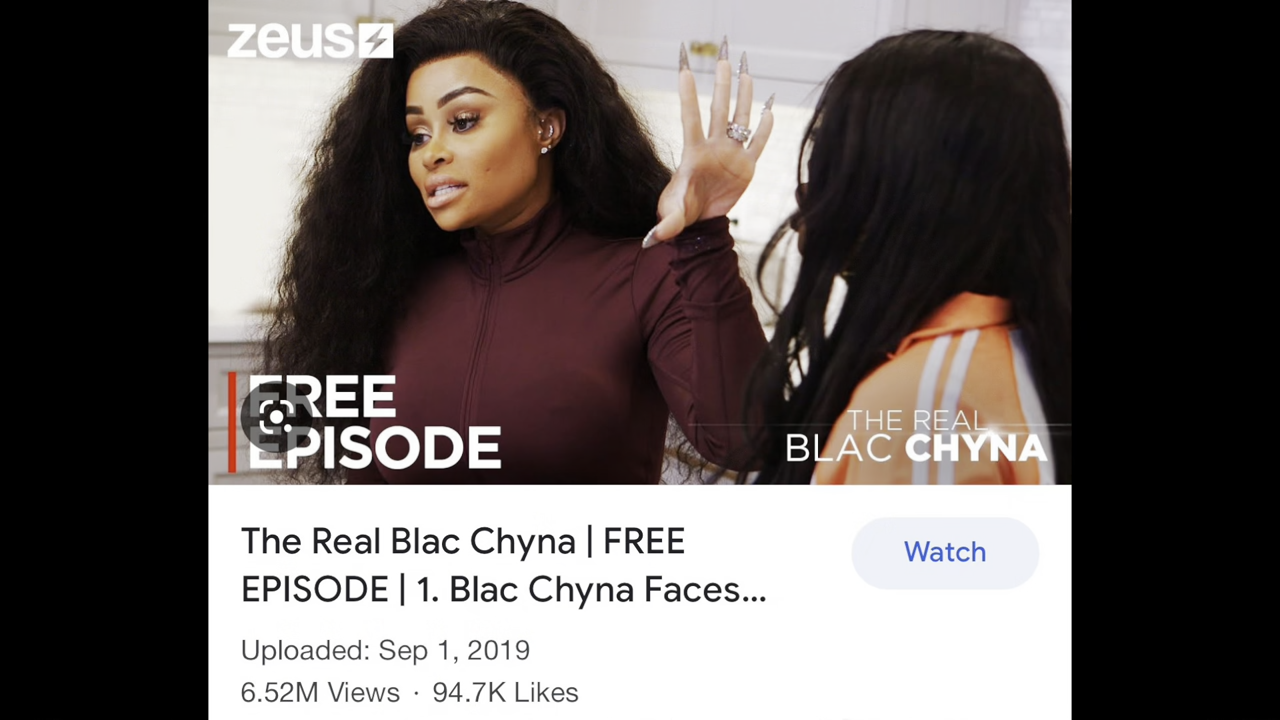 zeus
FREE
EPISODE
THE REAL
BLAC CHYNA
The Real Blac Chyna | FREE
EPISODE | 1. Blac Chyna Faces...
Watch
Uploaded: Sep 1, 2019
6.52M Views · 94.7K Likes